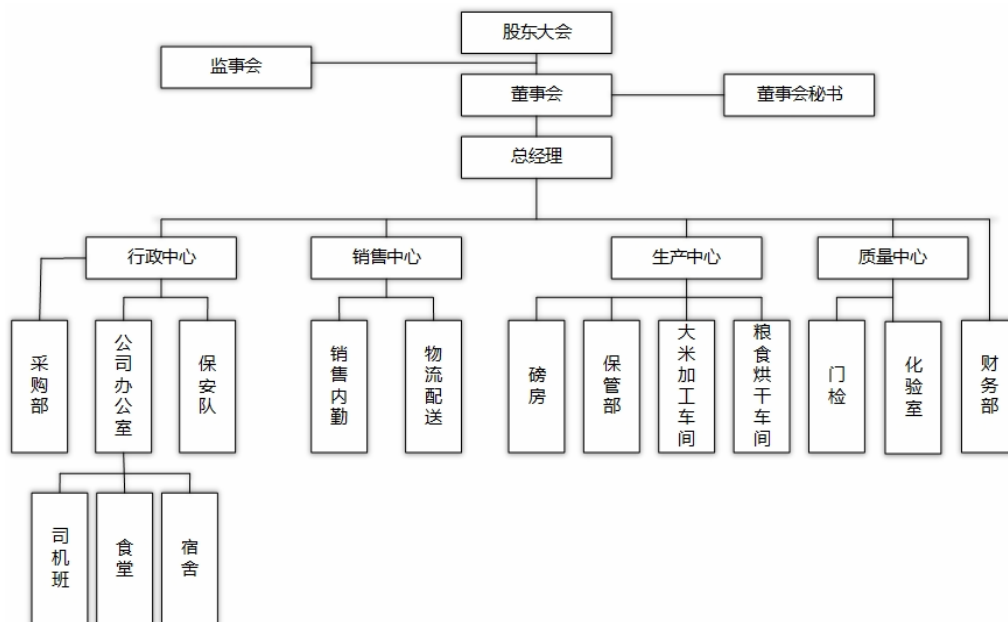 股东大会
监事会
董事会
董事会秘书
总经理
行政中心
销售中心
生产中心
质量中心
采购部
公司办公室
保安队
销售内勤
物流配送
磅房
保管部
大米加工车间
粮食烘干车间
门检
化验室
财务部
司机班
食堂
宿舍